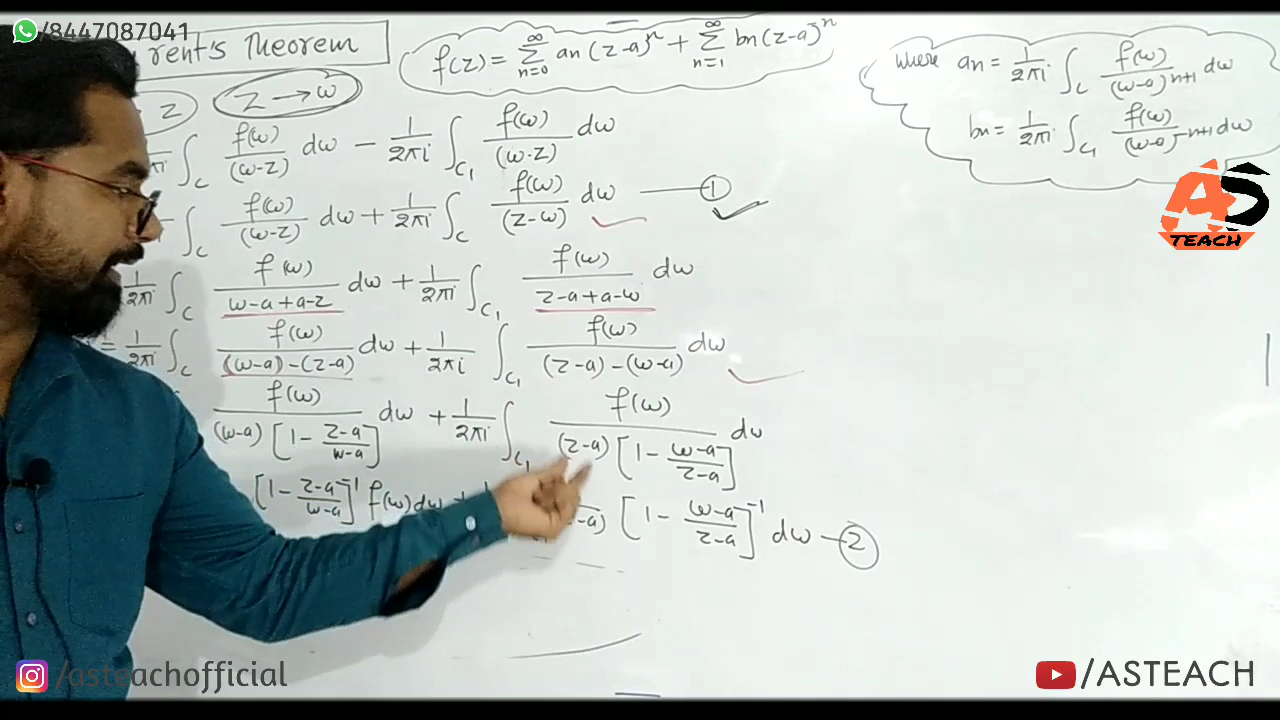 /8447087041
rent's Theorem
f(z) = ∑_{n=0}^{∞} an (z-a)^n + ∑_{n=1}^{∞} bn (z-a)^n
where an = 1/2πi ∫_C f(w)/(w-a)^{n+1} dw
bn = 1/2πi ∫_{C1} f(w)/(w-a)^{-n+1} dw
z
z → w
∫_C f(w)/(w-z) dw - 1/2πi ∫_{C1} f(w)/(w-z) dw
∫_C f(w)/(w-z) dw + 1/2πi ∫_C f(w)/(z-w) dw — 1
1/2πi ∫_C f(w)/(w-a+a-z) dw + 1/2πi ∫_{C1} f(w)/(z-a+a-w) dw
= 1/2πi ∫_C f(w)/((w-a)-(z-a)) dw + 1/2πi ∫_{C1} f(w)/((z-a)-(w-a)) dw
f(w)/((w-a)[1- (z-a)/(w-a)]) dw + 1/2πi ∫_{C1} f(w)/((z-a)[1- (w-a)/(z-a)]) dw
[1- (z-a)/(w-a)]^{-1} f(w) dw + [1- (w-a)/(z-a)]^{-1} dw — 2
AS
TEACH
/asteachofficial
/ASTEACH